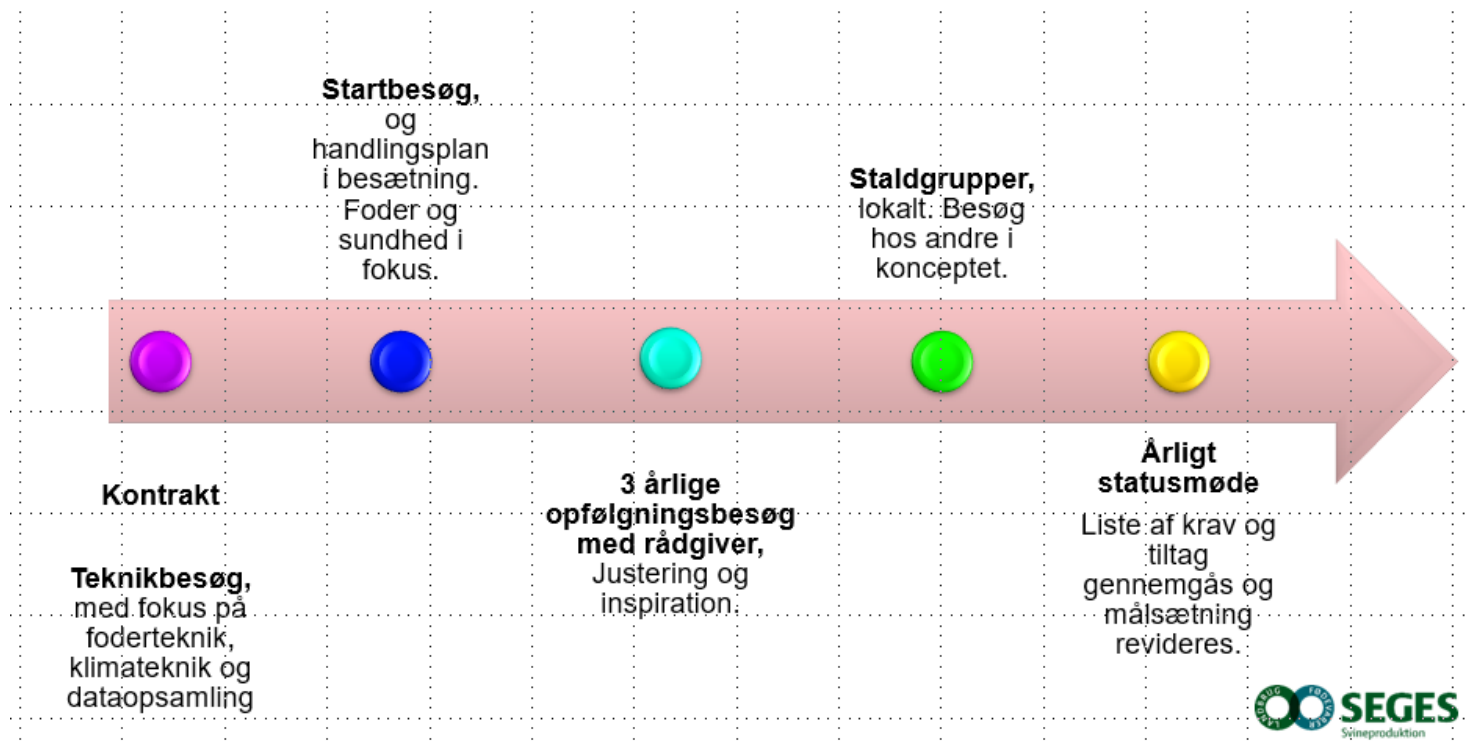 Startbesøg,
og
handlingsplan
i besætning.
Foder og
sundhed i
fokus.
Staldgrupper,
lokalt. Besøg
hos andre i
konceptet.
Kontrakt
Teknikbesøg,
med fokus på
foderteknik,
klimateknik og
dataopsamling
3 årlige
opfølgningsbesøg
med rådgiver,
Justering og
inspiration.
Årligt
statusmøde
Liste af krav og
tiltag
gennemgås og
målsætning
revideres.
LANDBRUG FØDEVARER
SEGES
Svineproduktion